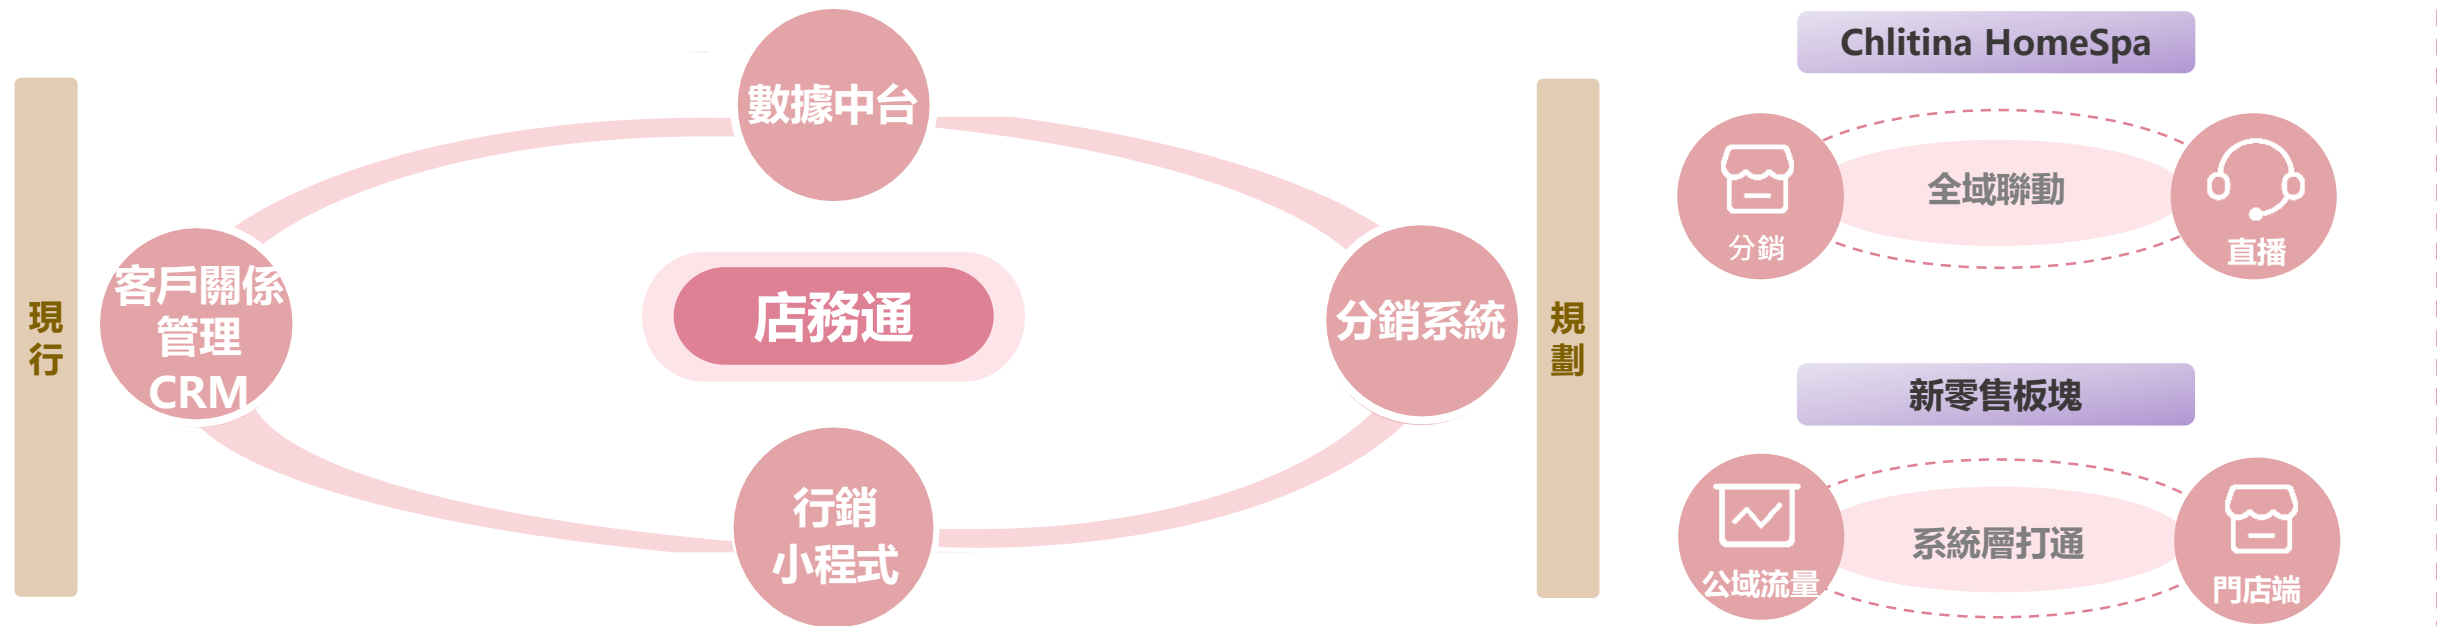 現
行
數據中台
客戶關係
管理
CRM
店務通
分銷系統
行銷
小程式
規
劃
Chlitina HomeSpa
分銷
全域聯動
直播
新零售板塊
公域流量
系統層打通
門店端